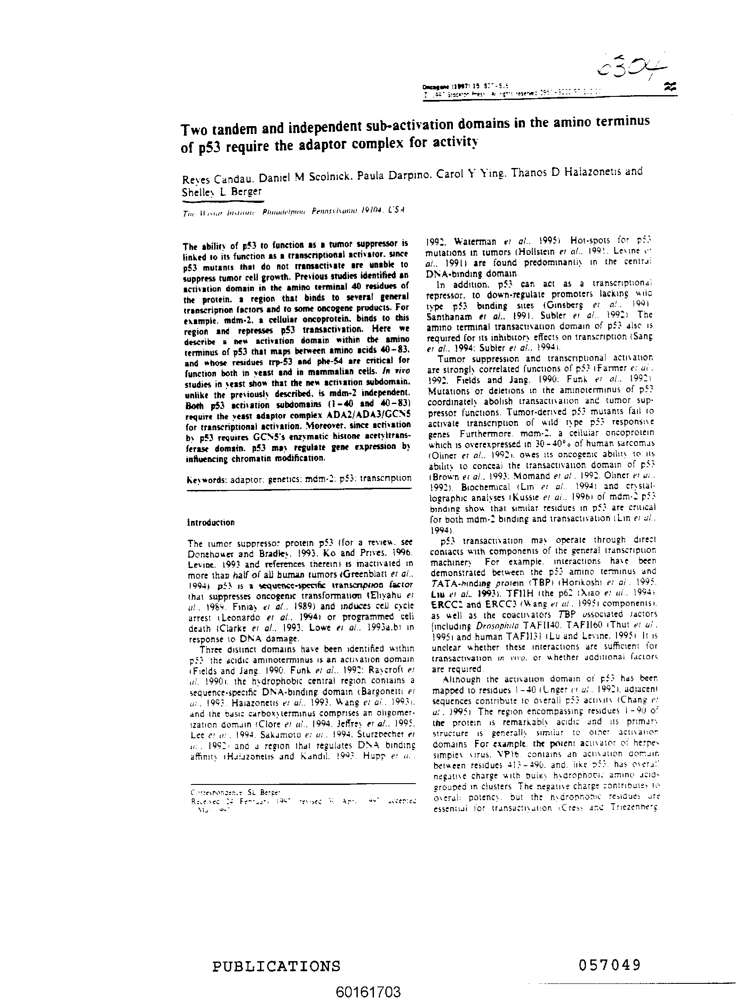 6304
Oncogene (1997) 15
Two tandem and independent sub-activation domains in the amino terminus
of p53 require the adaptor complex for activity
Reyes Candau, Daniel M Scolnick, Paula Darpino, Carol Y Ying, Thanos D Halazonetis and
Shelley L Berger
The Wistar Institute, Philadelphia, Pennsylvania 19104, USA
The ability of p53 to function as a tumor suppressor is
linked to its function as a transcriptional activator, since
p53 mutants that do not transactivate are unable to
suppress tumor cell growth. Previous studies identified an
activation domain in the amino terminal 40 residues of
the protein, a region that binds to several general
transcription factors and to some oncogene products. For
example, mdm-2, a cellular oncoprotein, binds to this
region and represses p53 transactivation. Here we
describe a new activation domain within the amino
terminus of p53 that maps between amino acids 40-83,
and whose residues trp-53 and phe-54 are critical for
function both in yeast and in mammalian cells. In vivo
studies in yeast show that the new activation subdomain,
unlike the previously described, is mdm-2 independent.
Both p53 activation subdomains (1-40 and 40-83)
require the yeast adaptor complex ADA2/ADA3/GCN5
for transcriptional activation. Moreover, since activation
by p53 requires GCN5's enzymatic histone acetyltrans-
ferase domain, p53 may regulate gene expression by
influencing chromatin modification.
Keywords: adaptor; genetics; mdm-2; p53; transcription
Introduction
The tumor suppressor protein p53 (for a review, see
Donehower and Bradley, 1993, Ko and Prives, 1996,
Levine, 1993 and references therein) is inactivated in
more than half of all human tumors (Greenblatt et al.,
1994). p53 is a sequence-specific transcription factor
that suppresses oncogenic transformation (Eliyahu et
al., 1989, Finlay et al., 1989) and induces cell cycle
arrest (Leonardo et al., 1994) or programmed cell
death (Clarke et al., 1993; Lowe et al., 1993a,b) in
response to DNA damage.
Three distinct domains have been identified within
p53: the acidic aminoterminus is an activation domain
(Fields and Jang, 1990, Funk et al., 1992; Raycroft et
al., 1990), the hydrophobic central region contains a
sequence-specific DNA-binding domain (Bargonetti et
al., 1993, Halazonetis et al., 1993, Wang et al., 1993),
and the basic carboxyterminus comprises an oligomer-
ization domain (Clore et al., 1994, Jeffrey et al., 1995,
Lee et al., 1994, Sakamoto et al., 1994, Sturzbecher et
al., 1992) and a region that regulates DNA binding
affinity (Halazonetis and Kandil, 1993, Hupp et al.,
Correspondence: SL Berger
Received 24 February 1997; revised Apr 1997; accepted
1992, Waterman et al., 1995) Hot-spots for p53
mutations in tumors (Hollstein et al., 1991, Levine et
al., 1991) are found predominantly in the central
DNA-binding domain
In addition, p53 can act as a transcriptional
repressor, to down-regulate promoters lacking wild
type p53 binding sites (Ginsberg et al., 1991
Santhanam et al., 1991, Subler et al., 1992) The
amino terminal transactivation domain of p53 also is
required for its inhibitory effects on transcription (Sang
et al., 1994; Subler et al., 1994).
Tumor suppression and transcriptional activation
are strongly correlated functions of p53 (Farmer et al.,
1992, Fields and Jang, 1990; Funk et al., 1992)
Mutations or deletions in the aminoterminus of p53
coordinately abolish transactivation and tumor sup-
pressor functions. Tumor-derived p53 mutants fail to
activate transcription of wild type p53 responsive
genes Furthermore, mdm-2, a cellular oncoprotein
which is overexpressed in 30-40% of human sarcomas
(Oliner et al., 1992), owes its oncogenic ability to its
ability to conceal the transactivation domain of p53
(Brown et al., 1993, Momand et al., 1992, Oliner et al.,
1992) Biochemical (Lin et al., 1994) and crystal-
lographic analyses (Kussie et al., 1996) of mdm-2 p53
binding show that similar residues in p53 are critical
for both mdm-2 binding and transactivation (Lin et al.,
1994).
p53 transactivation may operate through direct
contacts with components of the general transcription
machinery For example, interactions have been
demonstrated between the p53 amino terminus and
TATA-binding protein (TBP) (Horikoshi et al., 1995,
Liu et al., 1993), TFIIH (the p62 (Xiao et al., 1994),
ERCC2 and ERCC3 (Wang et al., 1995) components),
as well as the coactivators TBP associated factors
(including Drosophila TAFII40, TAFII60 (Thut et al.,
1995) and human TAFII31 (Lu and Levine, 1995) It is
unclear whether these interactions are sufficient for
transactivation in vivo, or whether additional factors
are required
Although the activation domain of p53 has been
mapped to residues 1-40 (Unger et al., 1992), adjacent
sequences contribute to overall p53 activity (Chang et
al., 1995) The region encompassing residues 1-90 of
the protein is remarkably acidic and its primary
structure is generally similar to other activation
domains For example, the potent activator of herpes
simplex virus, VP16, contains an activation domain
between residues 413-490, and, like p53, has overall
negative charge with bulky hydrophobic amino acids
grouped in clusters The negative charge contributes to
overall potency, but the hydrophobic residues are
essential for transactivation (Cress and Triezenberg
PUBLICATIONS
057049
60161703